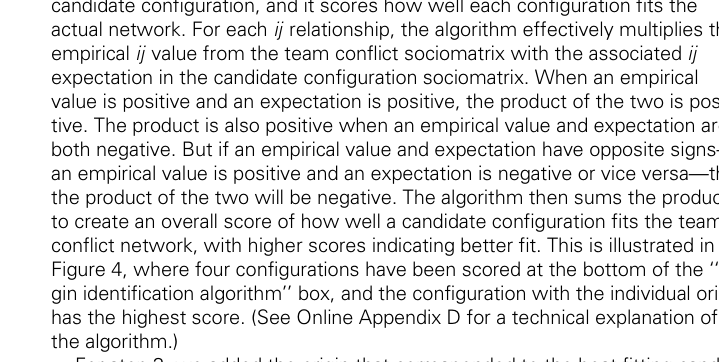 candidate configuration, and it scores how well each configuration fits the
actual network. For each ij relationship, the algorithm effectively multiplies th
empirical ij value from the team conflict sociomatrix with the associated ij
expectation in the candidate configuration sociomatrix. When an empirical
value is positive and an expectation is positive, the product of the two is pos
tive. The product is also positive when an empirical value and expectation ar
both negative. But if an empirical value and expectation have opposite signs—
an empirical value is positive and an expectation is negative or vice versa—th
the product of the two will be negative. The algorithm then sums the produc
to create an overall score of how well a candidate configuration fits the team
conflict network, with higher scores indicating better fit. This is illustrated in
Figure 4, where four configurations have been scored at the bottom of the ‘‘
gin identification algorithm’’ box, and the configuration with the individual ori
has the highest score. (See Online Appendix D for a technical explanation of
the algorithm.)